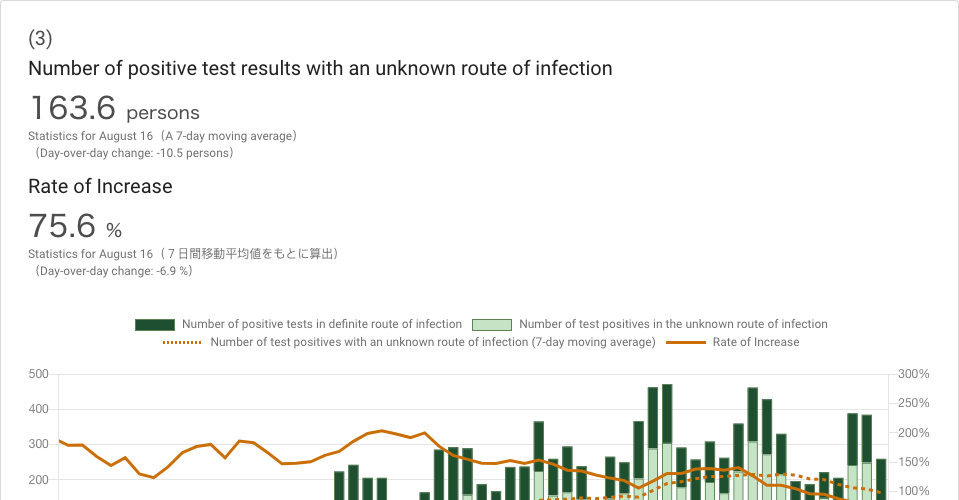 (3)
Number of positive test results with an unknown route of infection
163.6 persons
Statistics for August 16（A 7-day moving average）
（Day-over-day change: -10.5 persons）
Rate of Increase
75.6 %
Statistics for August 16（７日間移動平均値をもとに算出）
（Day-over-day change: -6.9 %）
Number of positive tests in definite route of infection Number of test positives in the unknown route of infection
Number of test positives with an unknown route of infection (7-day moving average) Rate of Increase
500 300%
250%
400
300 200%
150%
200
100%